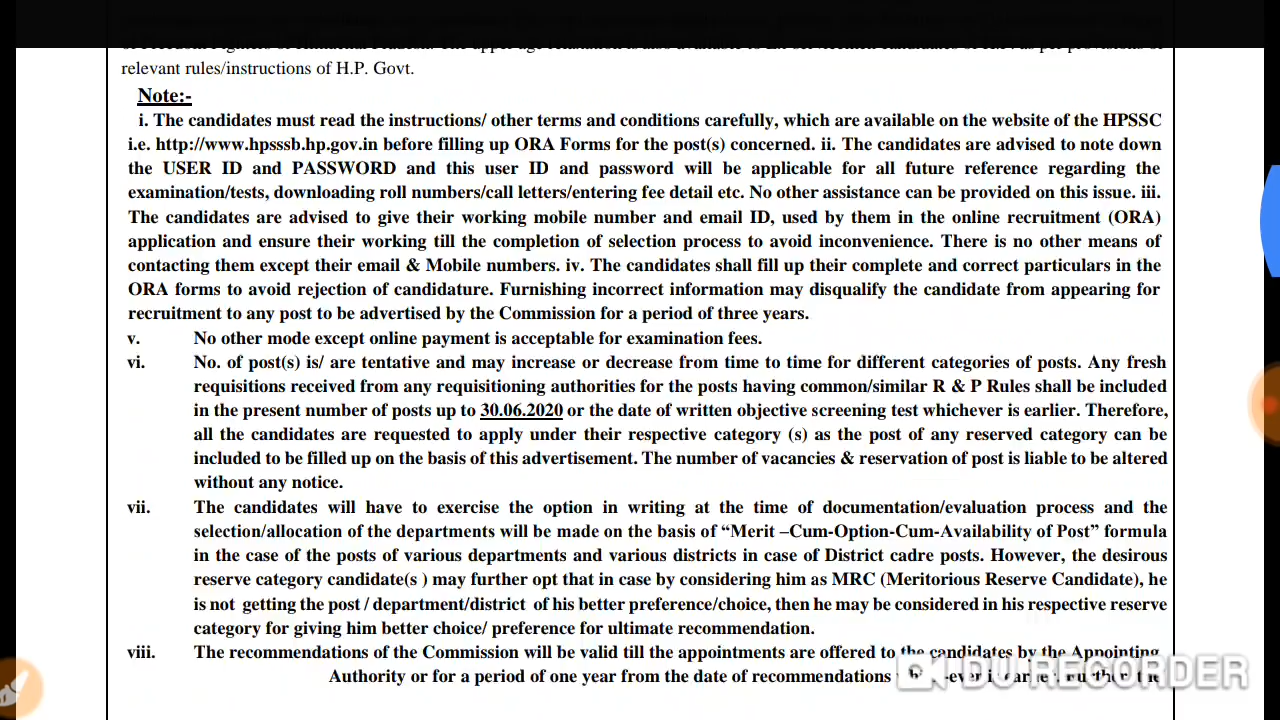 relevant rules/instructions of H.P. Govt.
Note:-
i. The candidates must read the instructions/ other terms and conditions carefully, which are available on the website of the HPSSC
i.e. http://www.hpsssb.hp.gov.in before filling up ORA Forms for the post(s) concerned. ii. The candidates are advised to note down
the USER ID and PASSWORD and this user ID and password will be applicable for all future reference regarding the
examination/tests, downloading roll numbers/call letters/entering fee detail etc. No other assistance can be provided on this issue. iii.
The candidates are advised to give their working mobile number and email ID, used by them in the online recruitment (ORA)
application and ensure their working till the completion of selection process to avoid inconvenience. There is no other means of
contacting them except their email & Mobile numbers. iv. The candidates shall fill up their complete and correct particulars in the
ORA forms to avoid rejection of candidature. Furnishing incorrect information may disqualify the candidate from appearing for
recruitment to any post to be advertised by the Commission for a period of three years.
v. No other mode except online payment is acceptable for examination fees.
vi. No. of post(s) is/ are tentative and may increase or decrease from time to time for different categories of posts. Any fresh
requisitions received from any requisitioning authorities for the posts having common/similar R & P Rules shall be included
in the present number of posts up to 30.06.2020 or the date of written objective screening test whichever is earlier. Therefore,
all the candidates are requested to apply under their respective category (s) as the post of any reserved category can be
included to be filled up on the basis of this advertisement. The number of vacancies & reservation of post is liable to be altered
without any notice.
vii. The candidates will have to exercise the option in writing at the time of documentation/evaluation process and the
selection/allocation of the departments will be made on the basis of “Merit –Cum-Option-Cum-Availability of Post” formula
in the case of the posts of various departments and various districts in case of District cadre posts. However, the desirous
reserve category candidate(s ) may further opt that in case by considering him as MRC (Meritorious Reserve Candidate), he
is not getting the post / department/district of his better preference/choice, then he may be considered in his respective reserve
category for giving him better choice/ preference for ultimate recommendation.
viii. The recommendations of the Commission will be valid till the appointments are offered to the candidates by the Appointing
Authority or for a period of one year from the date of recommendations
DU RECORDER